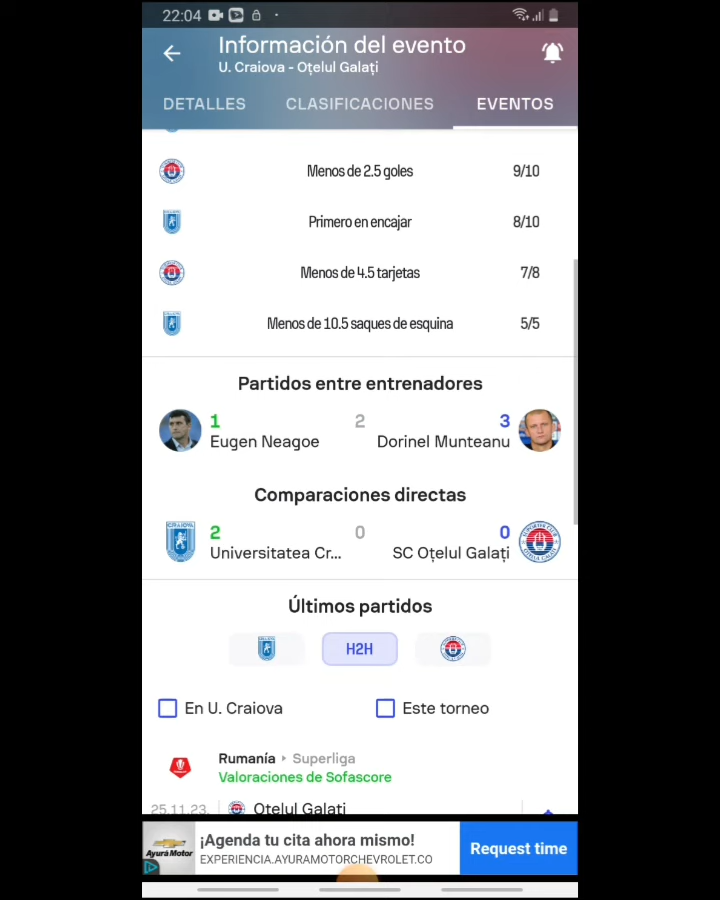 22:04
Información del evento
U. Craiova - Oțelul Galați
DETALLES CLASIFICACIONES EVENTOS
Menos de 2.5 goles 9/10
Primero en encajar 8/10
Menos de 4.5 tarjetas 7/8
Menos de 10.5 saques de esquina 5/5
Partidos entre entrenadores
1 2 3
Eugen Neagoe Dorinel Munteanu
Comparaciones directas
2 0 0
Universitatea Cr... SC Oțelul Galați
Últimos partidos
H2H
En U. Craiova Este torneo
Rumanía Superliga
Valoraciones de Sofascore
25.11.23 Oțelul Galați
¡Agenda tu cita ahora mismo!
EXPERIENCIA.AYURAMOTORCHEVROLET.CO
Ayurá Motor
Request time